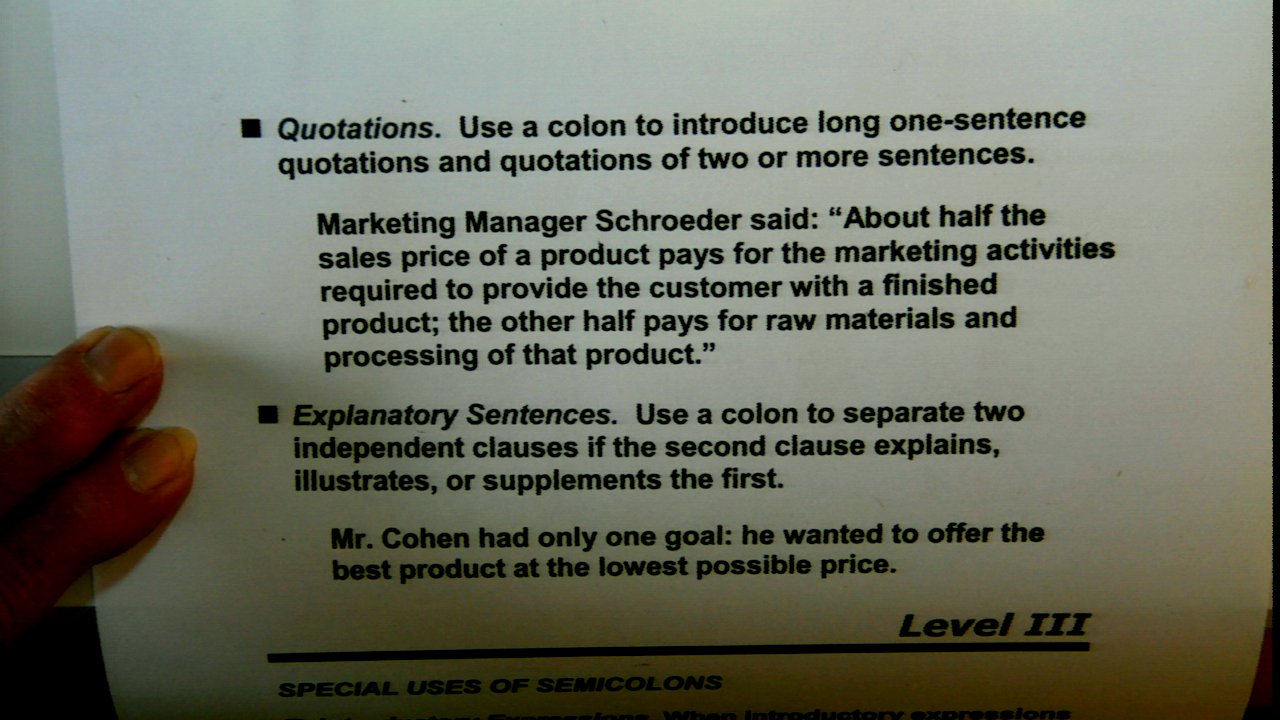 ■ Quotations. Use a colon to introduce long one-sentence
quotations and quotations of two or more sentences.
Marketing Manager Schroeder said: “About half the
sales price of a product pays for the marketing activities
required to provide the customer with a finished
product; the other half pays for raw materials and
processing of that product.”
■ Explanatory Sentences. Use a colon to separate two
independent clauses if the second clause explains,
illustrates, or supplements the first.
Mr. Cohen had only one goal: he wanted to offer the
best product at the lowest possible price.
Level III
SPECIAL USES OF SEMICOLONS
Expressions. When introductory expressions